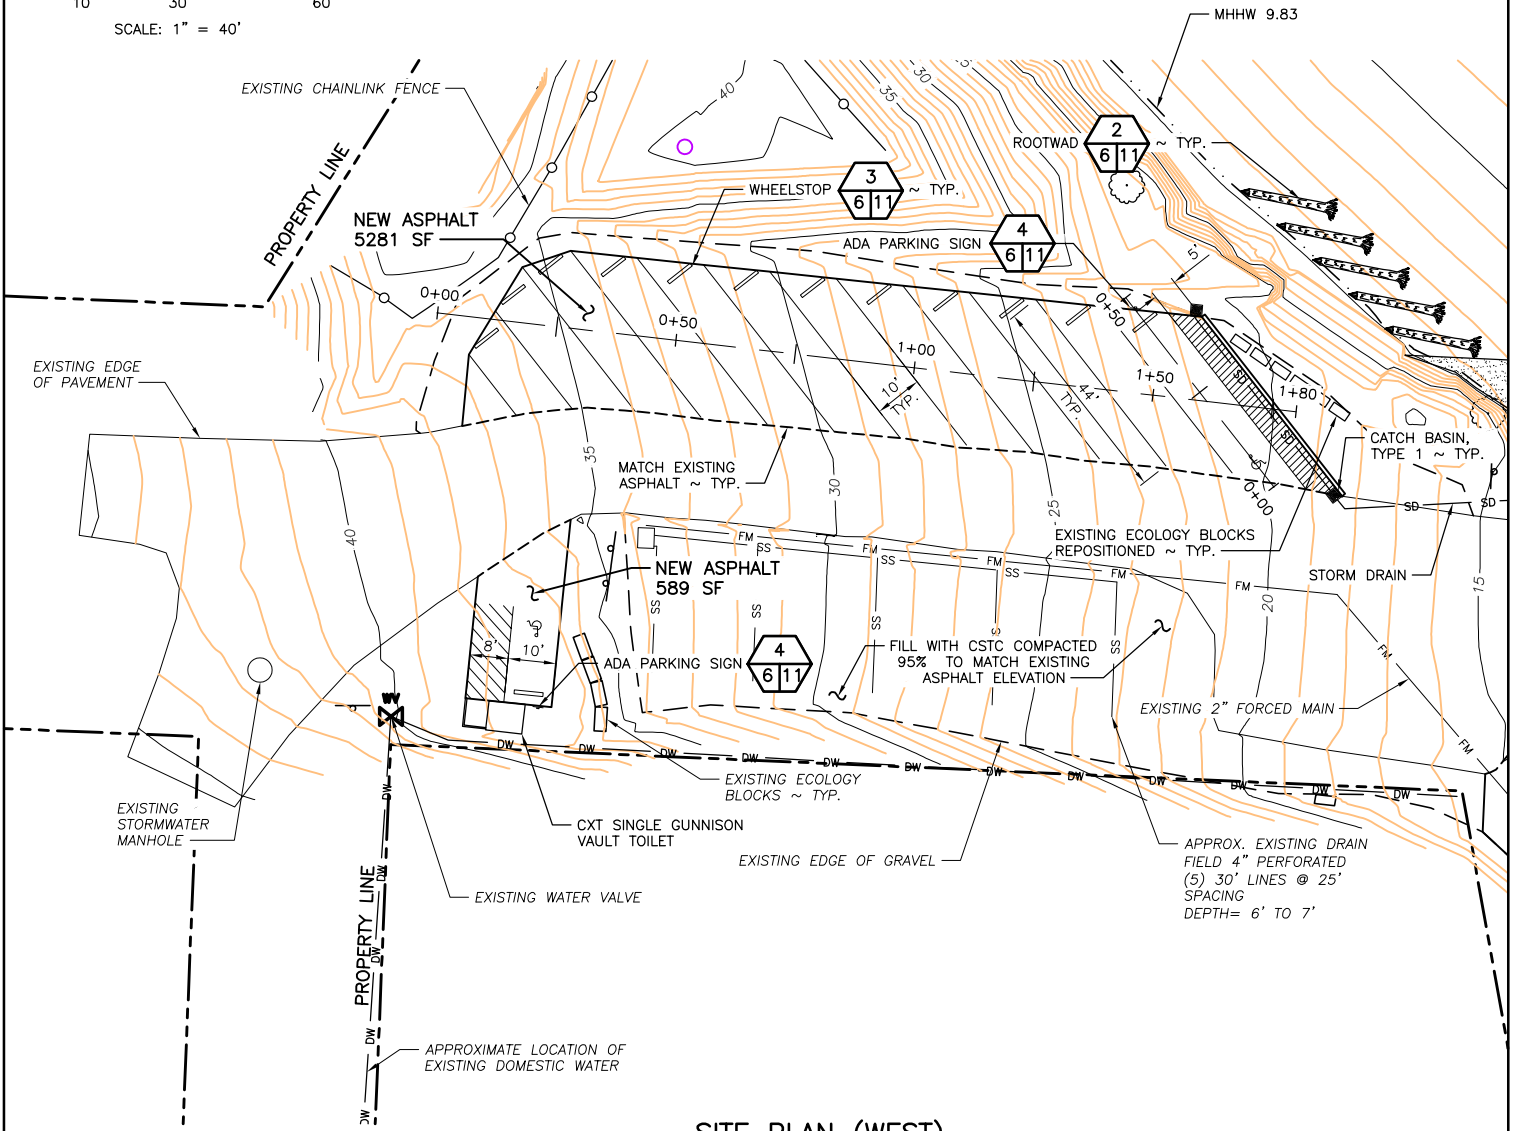 10 30 60
SCALE: 1" = 40'
MHHW 9.83
EXISTING CHAINLINK FENCE
40
35
30
2
ROOTWAD 6 11 ~ TYP.
PROPERTY LINE
3
WHEELSTOP 6 11 ~ TYP.
NEW ASPHALT
5281 SF
4
ADA PARKING SIGN 6 11
5'
0+00
0+50
0+50
1+00
1+50
1+80
10'
TYP.
44'
TYP.
SD
SD
EXISTING EDGE
OF PAVEMENT
35
MATCH EXISTING
ASPHALT ~ TYP.
30
25
0+00
CATCH BASIN,
TYPE 1 ~ TYP.
SD SD
40
EXISTING ECOLOGY BLOCKS
REPOSITIONED ~ TYP.
STORM DRAIN
FM FM FM FM FM
SS SS SS
NEW ASPHALT
589 SF
20
15
SS SS SS S SS
8' 10'
4
ADA PARKING SIGN 6 11
FILL WITH CSTC COMPACTED
95% TO MATCH EXISTING
ASPHALT ELEVATION
FM
EXISTING 2" FORCED MAIN
FM
WV
DW DW DW DW DW DW DW DW DW DW DW
EXISTING ECOLOGY
BLOCKS ~ TYP.
EXISTING
STORMWATER
MANHOLE
CXT SINGLE GUNNISON
VAULT TOILET
EXISTING EDGE OF GRAVEL
APPROX. EXISTING DRAIN
FIELD 4" PERFORATED
(5) 30' LINES @ 25'
SPACING
DEPTH= 6' TO 7'
EXISTING WATER VALVE
PROPERTY LINE
DW
DW
DW
DW
DW
APPROXIMATE LOCATION OF
EXISTING DOMESTIC WATER
SITE PLAN (WEST)